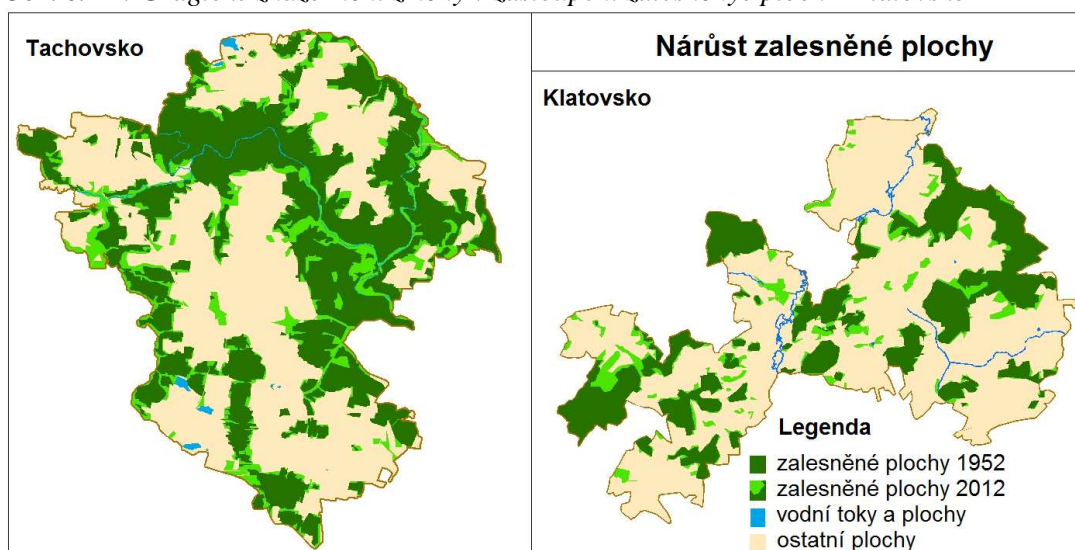 Tachovsko
Nárůst zalesněné plochy
Klatovsko
Legenda
zalesněné plochy 1952
zalesněné plochy 2012
vodní toky a plochy
ostatní plochy